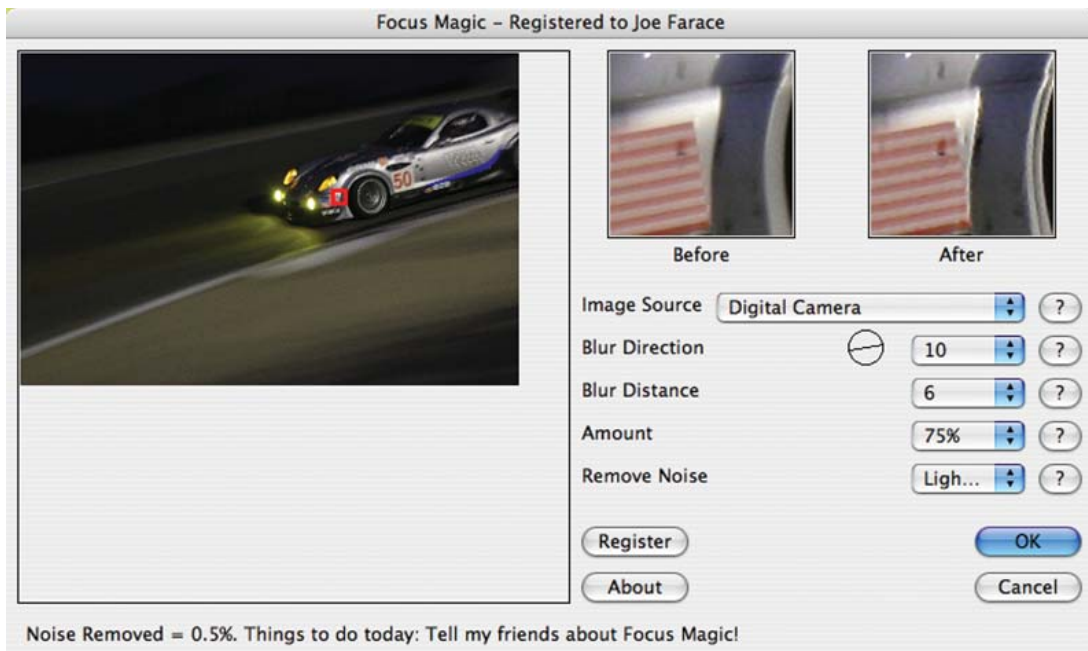 Focus Magic – Registered to Joe Farace
50
Before
After
Image Source Digital Camera ?
Blur Direction 10 ?
Blur Distance 6 ?
Amount 75% ?
Remove Noise Ligh... ?
Register
OK
About
Cancel
Noise Removed = 0.5%. Things to do today: Tell my friends about Focus Magic!